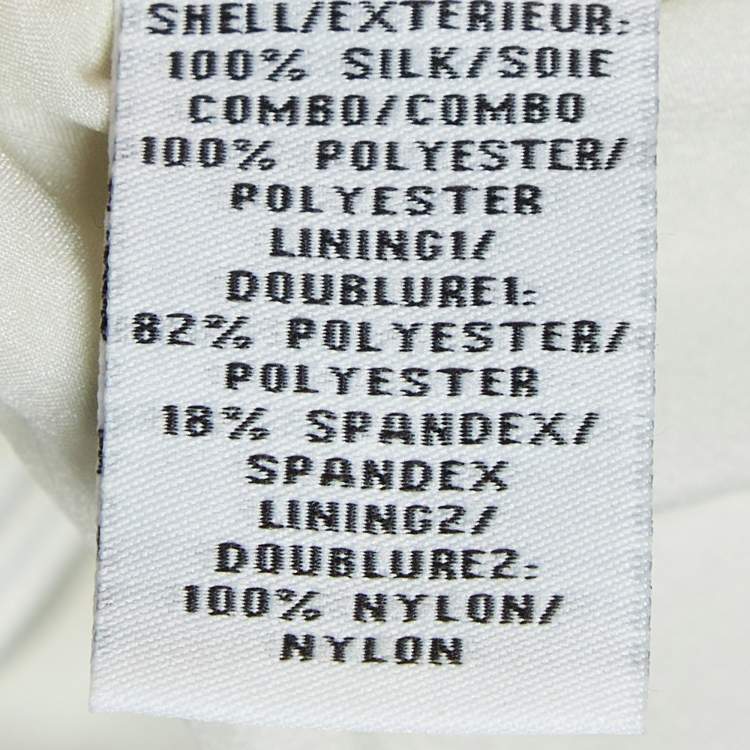 SHELL/EXTERIEUR:
100% SILK/SOIE
COMBO/COMBO
100% POLYESTER/
POLYESTER
LINING1/
DOUBLURE1:
82% POLYESTER/
POLYESTER
18% SPANDEX/
SPANDEX
LINING2/
DOUBLURE2:
100% NYLON/
NYLON